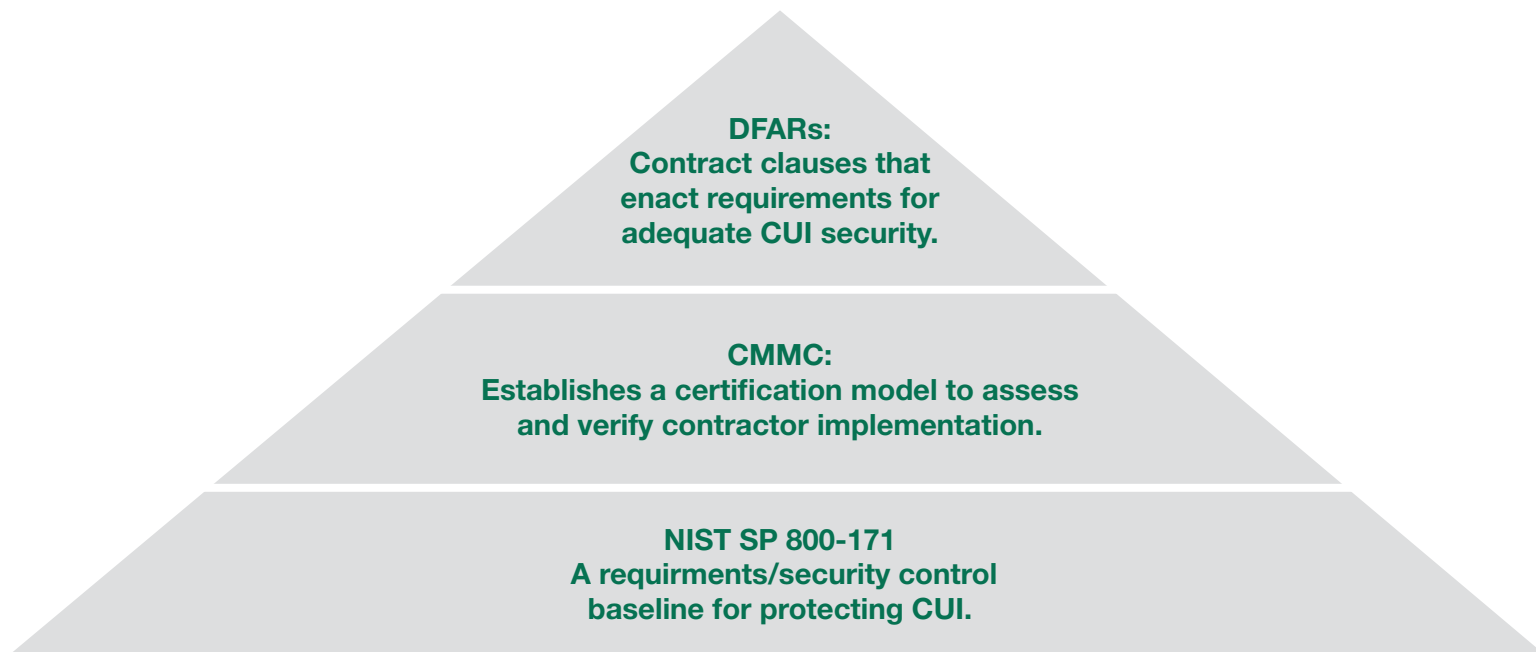 DFARs:
Contract clauses that
enact requirements for
adequate CUI security.
CMMC:
Establishes a certification model to assess
and verify contractor implementation.
NIST SP 800-171
A requirments/security control
baseline for protecting CUI.